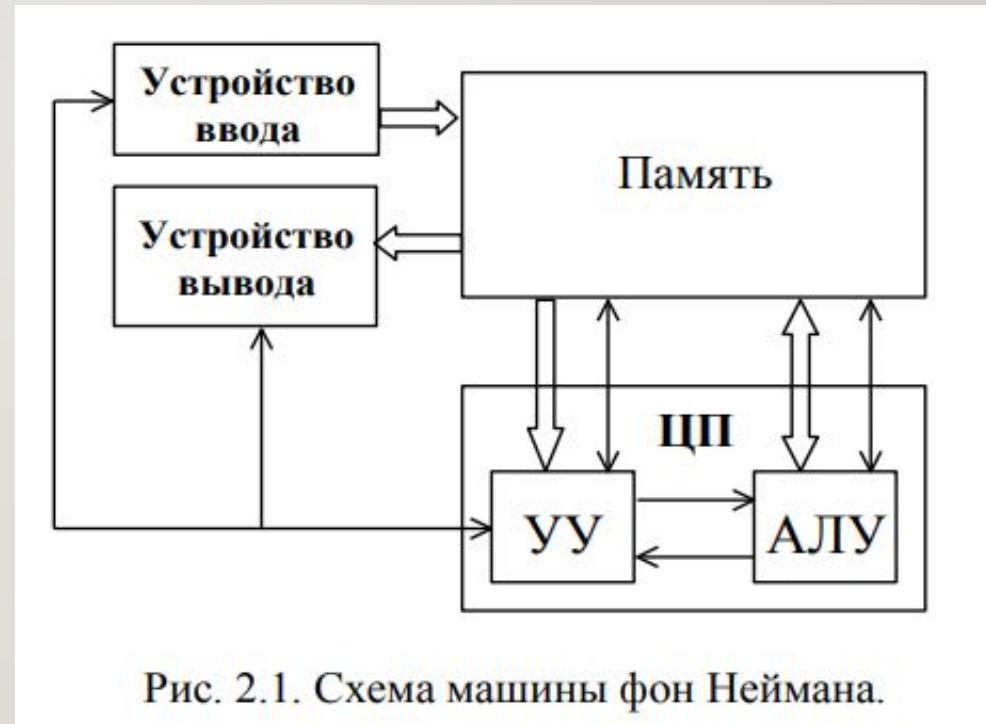 Устройство
ввода
Память
Устройство
вывода
ЦП
УУ
АЛУ
Рис. 2.1. Схема машины фон Неймана.